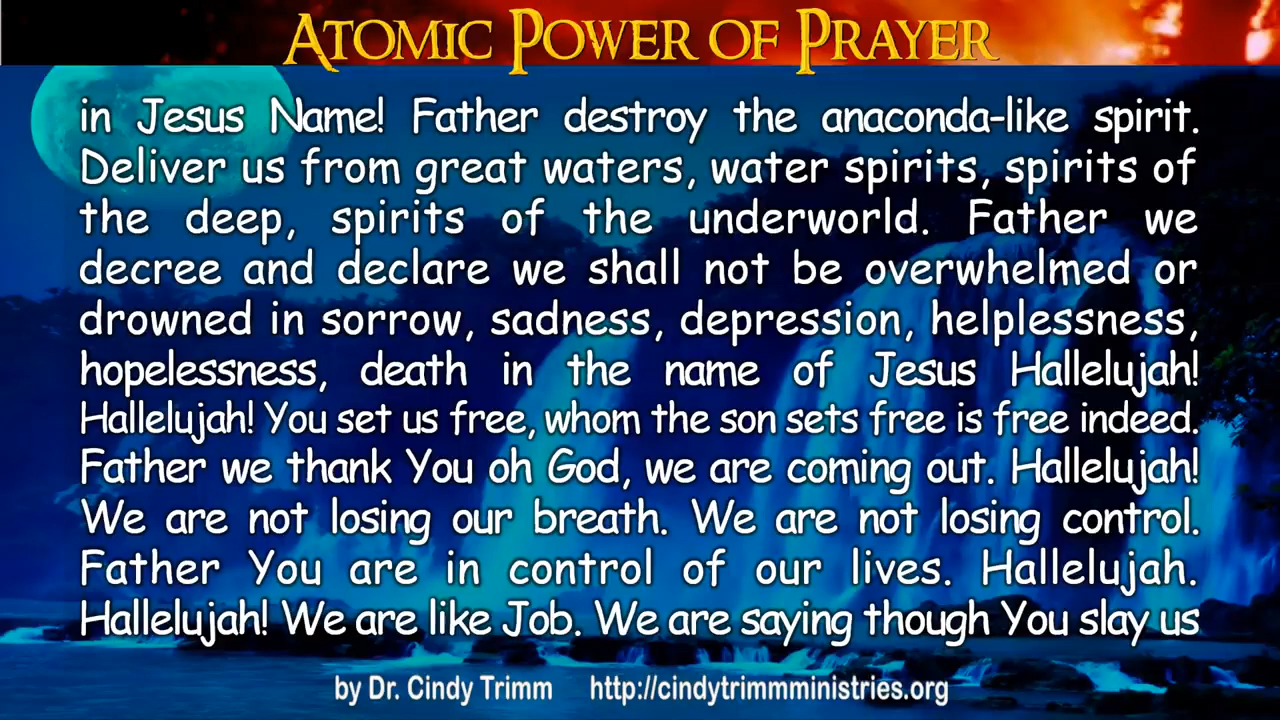 ATOMIC POWER OF PRAYER
in Jesus Name! Father destroy the anaconda-like spirit.
Deliver us from great waters, water spirits, spirits of
the deep, spirits of the underworld. Father we
decree and declare we shall not be overwhelmed or
drowned in sorrow, sadness, depression, helplessness,
hopelessness, death in the name of Jesus Hallelujah!
Hallelujah! You set us free, whom the son sets free is free indeed.
Father we thank You oh God, we are coming out. Hallelujah!
We are not losing our breath. We are not losing control.
Father You are in control of our lives. Hallelujah.
Hallelujah! We are like Job. We are saying though You slay us
by Dr. Cindy Trimm http://cindytrimmministries.org